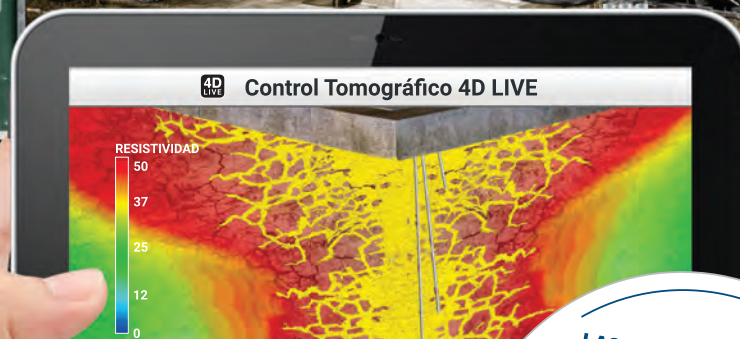 4D
LIVE
Control Tomográfico 4D LIVE
RESISTIVIDAD
50
37
25
12
0